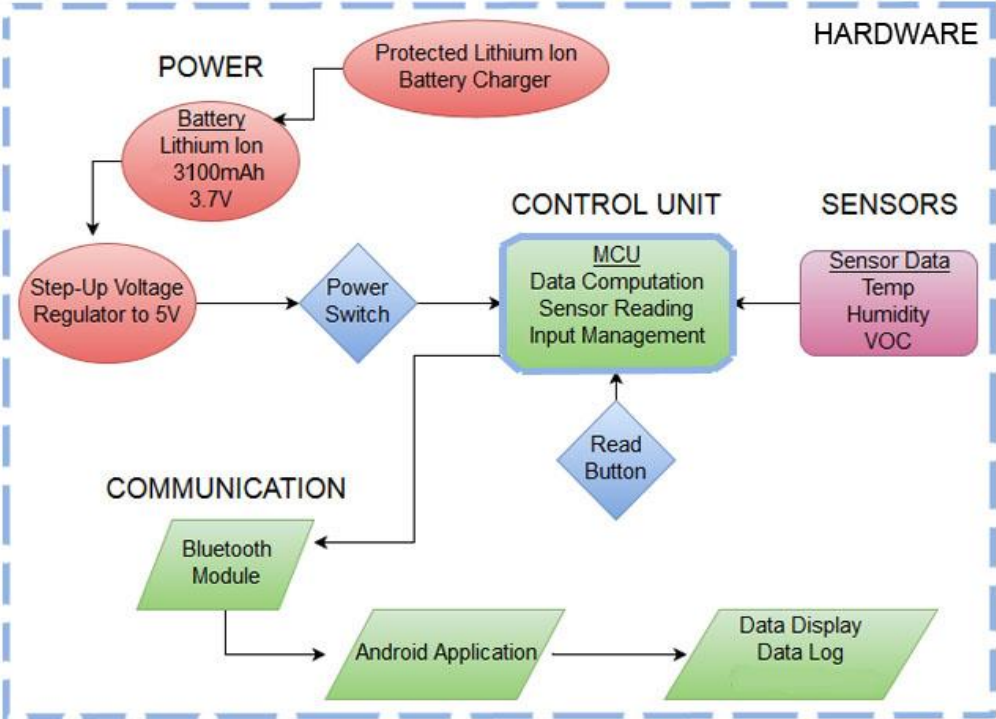 HARDWARE
POWER
Protected Lithium Ion
Battery Charger
Battery
Lithium Ion
3100mAh
3.7V
CONTROL UNIT
SENSORS
Step-Up Voltage
Regulator to 5V
Power
Switch
MCU
Data Computation
Sensor Reading
Input Management
Sensor Data
Temp
Humidity
VOC
Read
Button
COMMUNICATION
Bluetooth
Module
Android Application
Data Display
Data Log